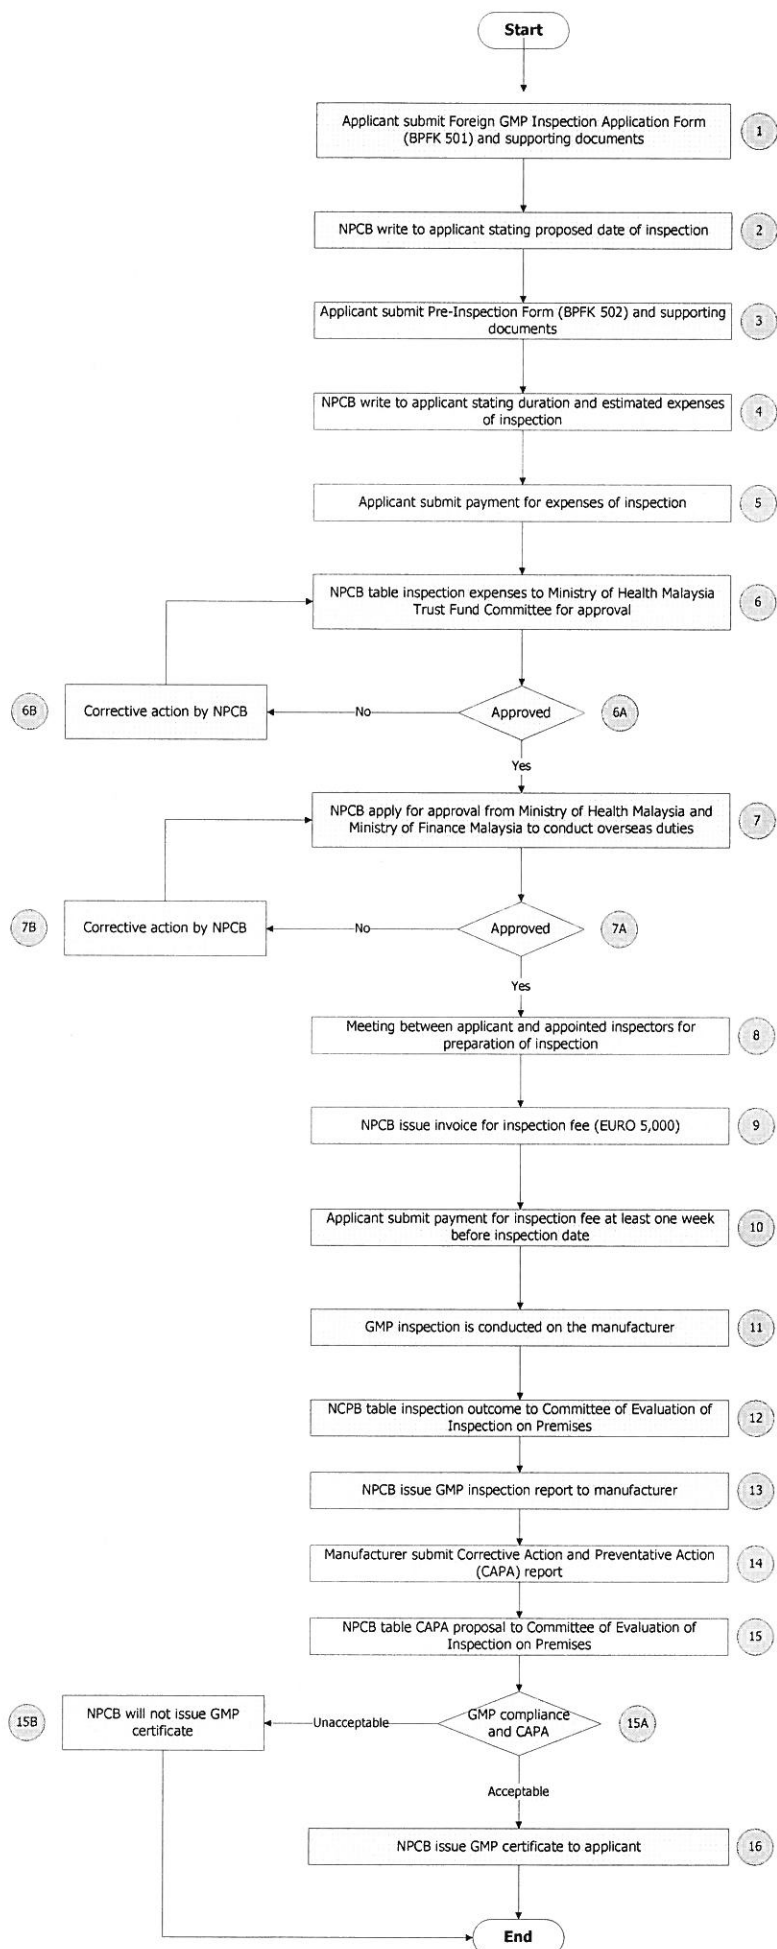 Start
Applicant submit Foreign GMP Inspection Application Form
(BPFK 501) and supporting documents
1
NPCB write to applicant stating proposed date of inspection
2
Applicant submit Pre-Inspection Form (BPFK 502) and supporting
documents
3
NPCB write to applicant stating duration and estimated expenses
of inspection
4
Applicant submit payment for expenses of inspection
5
NPCB table inspection expenses to Ministry of Health Malaysia
Trust Fund Committee for approval
6
6B
Corrective action by NPCB
No
Approved
6A
Yes
NPCB apply for approval from Ministry of Health Malaysia and
Ministry of Finance Malaysia to conduct overseas duties
7
7B
Corrective action by NPCB
No
Approved
7A
Yes
Meeting between applicant and appointed inspectors for
preparation of inspection
8
NPCB issue invoice for inspection fee (EURO 5,000)
9
Applicant submit payment for inspection fee at least one week
before inspection date
10
GMP inspection is conducted on the manufacturer
11
NCPB table inspection outcome to Committee of Evaluation of
Inspection on Premises
12
NPCB issue GMP inspection report to manufacturer
13
Manufacturer submit Corrective Action and Preventative Action
(CAPA) report
14
NPCB table CAPA proposal to Committee of Evaluation of
Inspection on Premises
15
15B
NPCB will not issue GMP
certificate
Unacceptable
GMP compliance
and CAPA
15A
Acceptable
NPCB issue GMP certificate to applicant
16
End